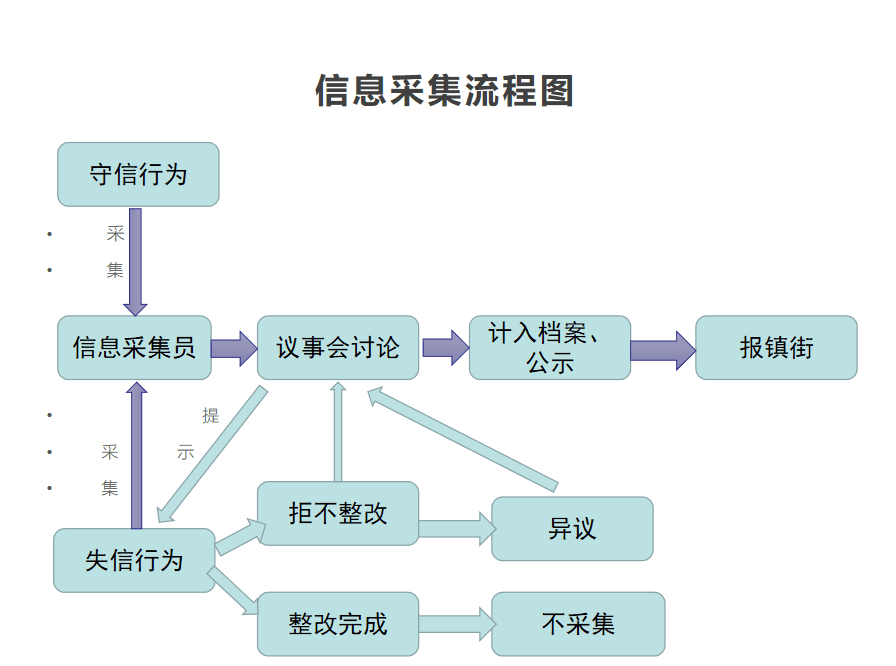 信息采集流程图
守信行为
• 采
• 集
信息采集员
议事会讨论
计入档案、
公示
报镇街
• 提
• 采 示
• 集
拒不整改
异议
失信行为
整改完成
不采集